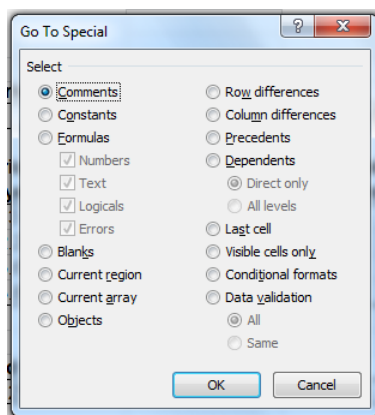 Go To Special
?
X
Select
Comments
Constants
Formulas
Numbers
Text
Logicals
Errors
Blanks
Current region
Current array
Objects
Row differences
Column differences
Precedents
Dependents
Direct only
All levels
Last cell
Visible cells only
Conditional formats
Data validation
All
Same
OK
Cancel